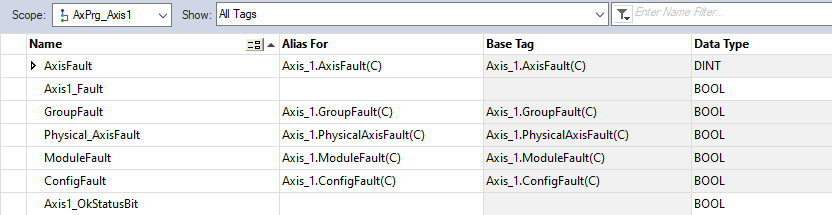 Scope: AxPrg_Axis1 Show: All Tags Enter Name Filter...
Name Alias For Base Tag Data Type
AxisFault Axis_1.AxisFault(C) Axis_1.AxisFault(C) DINT
Axis1_Fault BOOL
GroupFault Axis_1.GroupFault(C) Axis_1.GroupFault(C) BOOL
Physical_AxisFault Axis_1.PhysicalAxisFault(C) Axis_1.PhysicalAxisFault(C) BOOL
ModuleFault Axis_1.ModuleFault(C) Axis_1.ModuleFault(C) BOOL
ConfigFault Axis_1.ConfigFault(C) Axis_1.ConfigFault(C) BOOL
Axis1_OkStatusBit BOOL